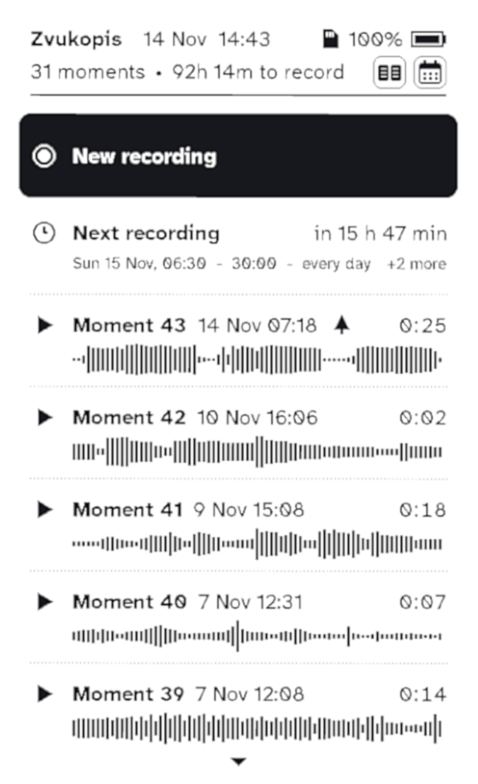 Zvukopis 14 Nov 14:43 100%
31 moments • 92h 14m to record
New recording
Next recording in 15 h 47 min
Sun 15 Nov, 06:30 - 30:00 - every day +2 more
Moment 43 14 Nov 07:18 0:25
Moment 42 10 Nov 16:06 0:02
Moment 41 9 Nov 15:08 0:18
Moment 40 7 Nov 12:31 0:07
Moment 39 7 Nov 12:08 0:14